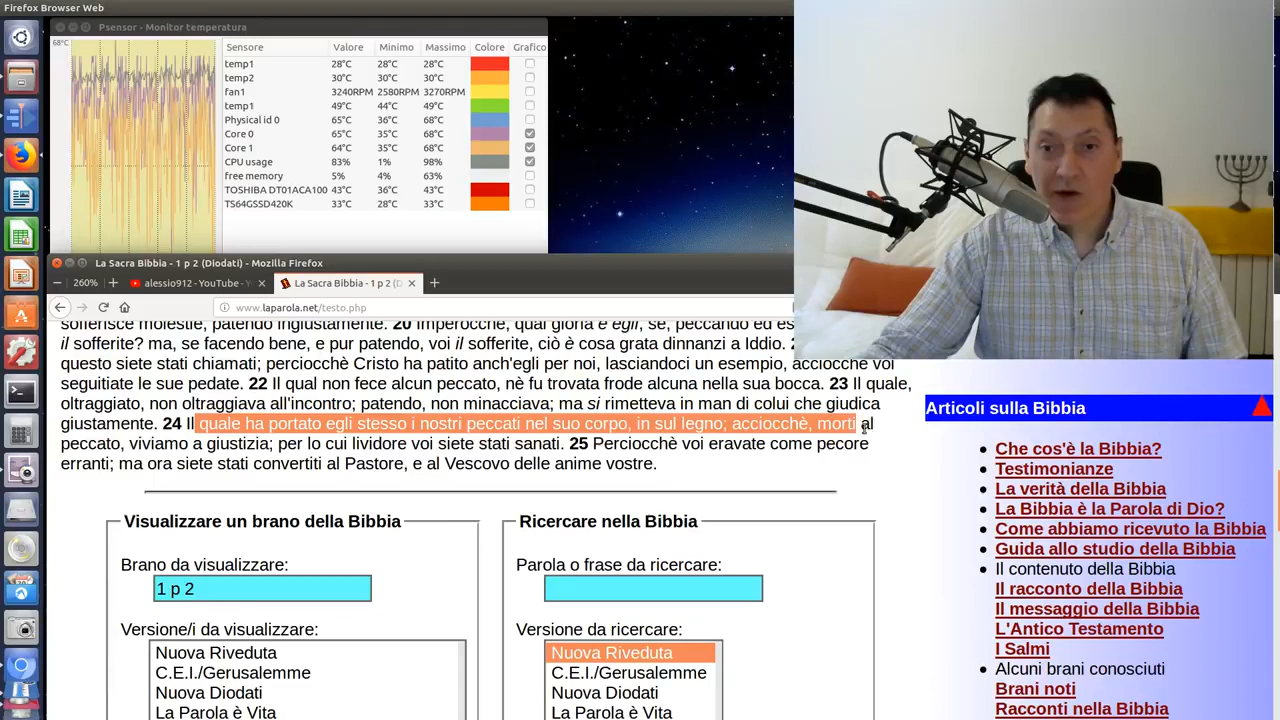 Firefox Browser Web
Psensor - Monitor temperatura
68°C
Sensore Valore Minimo Massimo Colore Grafico
temp1 28°C 28°C 28°C
temp2 30°C 30°C 30°C
fan1 3240RPM 2580RPM 3270RPM
temp1 49°C 44°C 49°C
Physical id 0 65°C 36°C 68°C
Core 0 65°C 35°C 68°C
Core 1 64°C 35°C 68°C
CPU usage 83% 1% 98%
free memory 5% 4% 63%
TOSHIBA DT01ACA100 43°C 36°C 43°C
TS64GSSD420K 33°C 28°C 33°C
La Sacra Bibbia - 1 p 2 (Diodati) - Mozilla Firefox
260% alessio912 - YouTube - Y La Sacra Bibbia - 1 p 2 (D
www.laparola.net/testo.php
sofferisce molestie, patendo ingiustamente. 20 Imperocchè, qual gloria è egli, se, peccando ed es
il sofferite? ma, se facendo bene, e pur patendo, voi il sofferite, ciò è cosa grata dinnanzi a Iddio.
questo siete stati chiamati; perciocchè Cristo ha patito anch'egli per noi, lasciandoci un esempio, acciocchè voi
seguitiate le sue pedate. 22 Il qual non fece alcun peccato, nè fu trovata frode alcuna nella sua bocca. 23 Il quale,
oltraggiato, non oltraggiava all'incontro; patendo, non minacciava; ma si rimetteva in man di colui che giudica
giustamente. 24 Il quale ha portato egli stesso i nostri peccati nel suo corpo, in sul legno; acciocchè, morti al
peccato, viviamo a giustizia; per lo cui lividore voi siete stati sanati. 25 Perciocchè voi eravate come pecore
erranti; ma ora siete stati convertiti al Pastore, e al Vescovo delle anime vostre.
Visualizzare un brano della Bibbia
Brano da visualizzare:
1 p 2
Versione/i da visualizzare:
Nuova Riveduta
C.E.I./Gerusalemme
Nuova Diodati
La Parola è Vita
Ricercare nella Bibbia
Parola o frase da ricercare:
Versione da ricercare:
Nuova Riveduta
C.E.I./Gerusalemme
Nuova Diodati
La Parola è Vita
Articoli sulla Bibbia
Che cos'è la Bibbia?
Testimonianze
La verità della Bibbia
La Bibbia è la Parola di Dio?
Come abbiamo ricevuto la Bibbia
Guida allo studio della Bibbia
Il contenuto della Bibbia
Il racconto della Bibbia
Il messaggio della Bibbia
L'Antico Testamento
I Salmi
Alcuni brani conosciuti
Brani noti
Racconti nella Bibbia